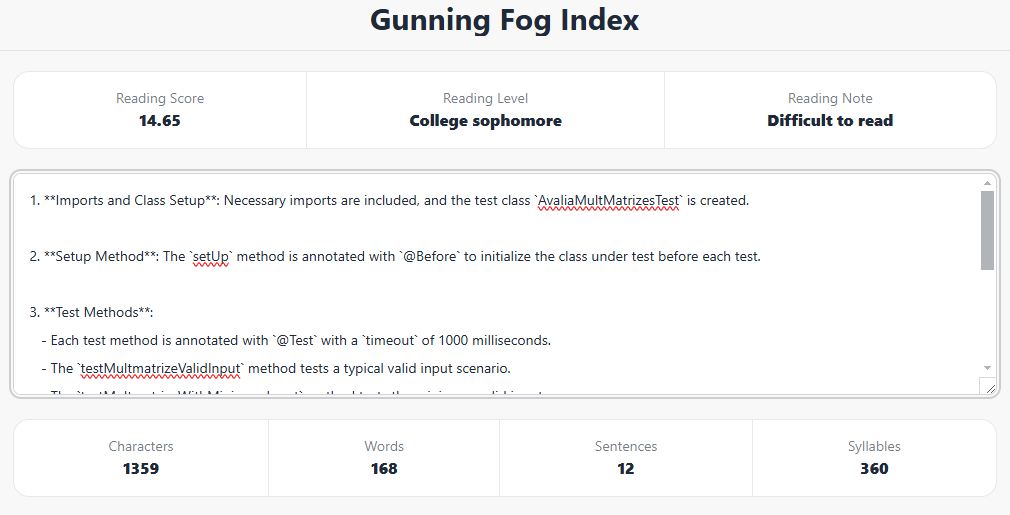 Gunning Fog Index
Reading Score
14.65
Reading Level
College sophomore
Reading Note
Difficult to read
1. **Imports and Class Setup**: Necessary imports are included, and the test class `AvaliaMultMatrizesTest` is created.
2. **Setup Method**: The `setUp` method is annotated with `@Before` to initialize the class under test before each test.
3. **Test Methods**:
- Each test method is annotated with `@Test` with a `timeout` of 1000 milliseconds.
- The `testMultmatrizeValidInput` method tests a typical valid input scenario.
Characters
1359
Words
168
Sentences
12
Syllables
360